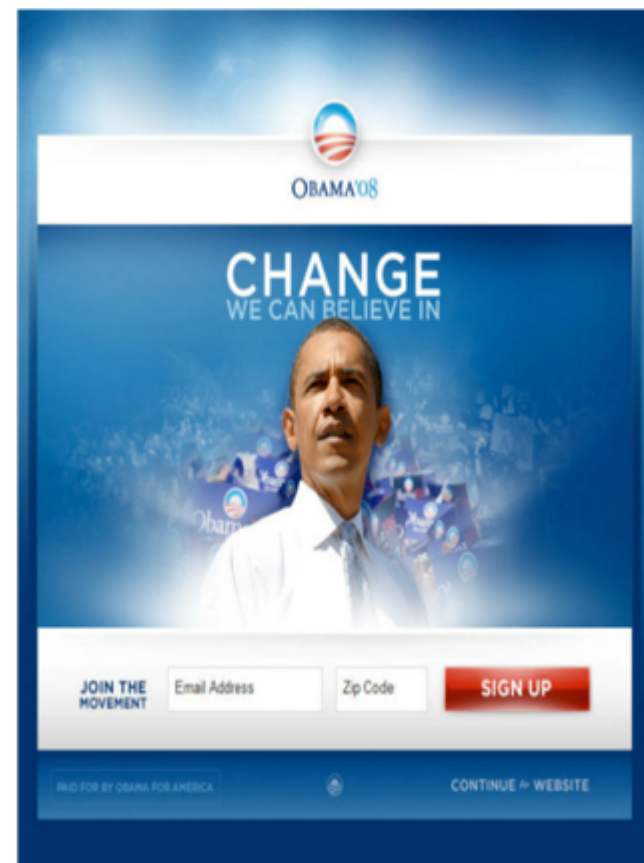 OBAMA'08
CHANGE
WE CAN BELIEVE IN
Obama
JOIN THE
MOVEMENT
Email Address
Zip Code
SIGN UP
PAID FOR BY OBAMA FOR AMERICA
CONTINUE to WEBSITE